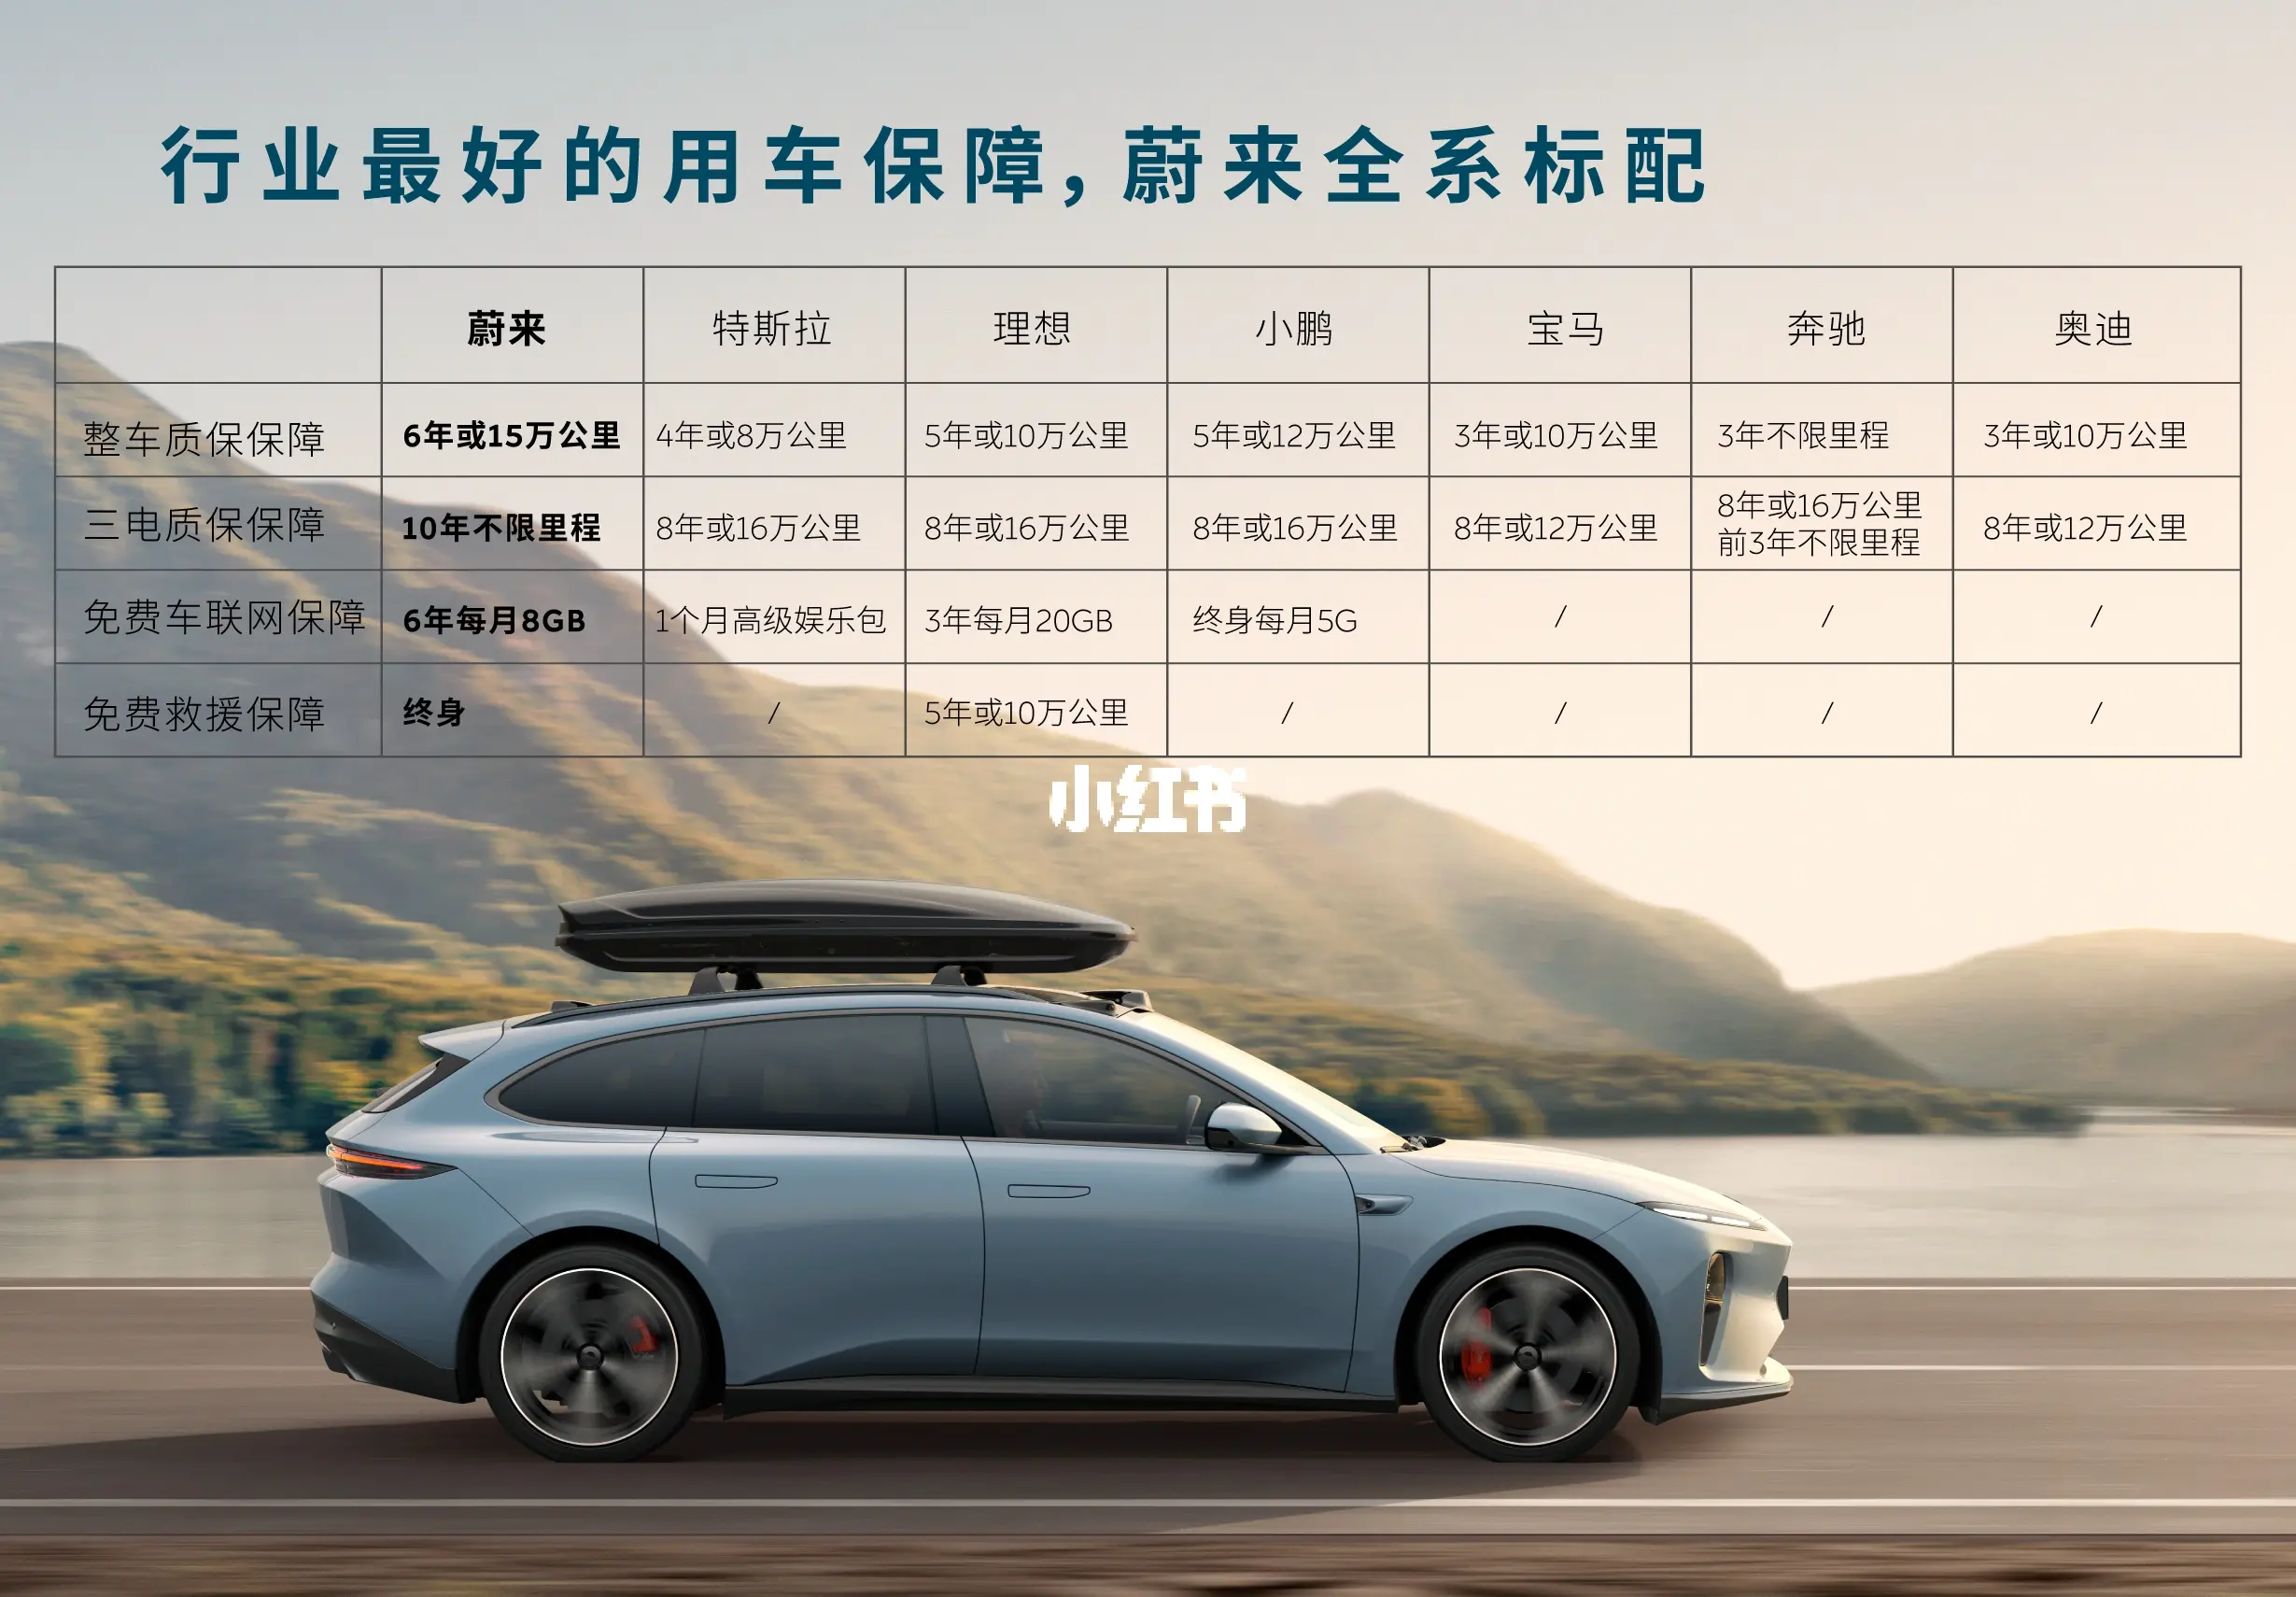 行业最好的用车保障,蔚来全系标配
蔚来 特斯拉 理想 小鹏 宝马 奔驰 奥迪
整车质保保障 6年或15万公里 4年或8万公里 5年或10万公里 5年或12万公里 3年或10万公里 3年不限里程 3年或10万公里
三电质保保障 10年不限里程 8年或16万公里 8年或16万公里 8年或16万公里 8年或12万公里 8年或16万公里 8年或12万公里
前3年不限里程
免费车联网保障 6年每月8GB 1个月高级娱乐包 3年每月20GB 终身每月5G / / /
免费救援保障 终身 / 5年或10万公里 / / / /
小红书